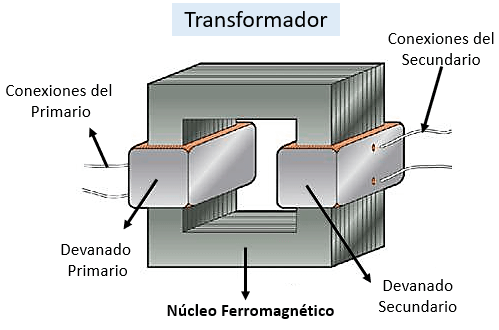 Transformador
Conexiones del
Secundario
Conexiones del
Primario
Devanado
Primario
Devanado
Secundario
Núcleo Ferromagnético